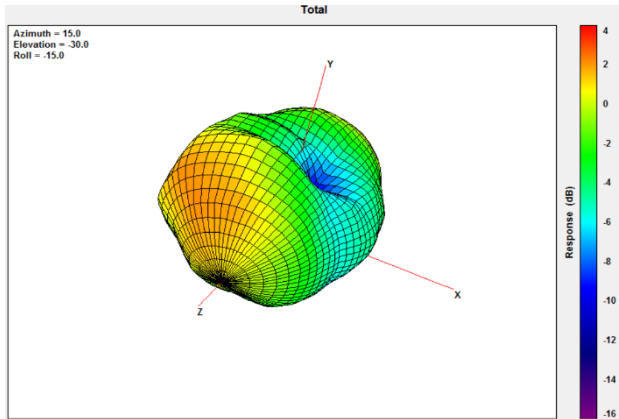 Total
Azimuth = 15.0
Elevation = -30.0
Roll = -15.0
Y
X
Z
4
2
0
-2
-4
-6
-8
-10
-12
-14
-16
Response (dB)